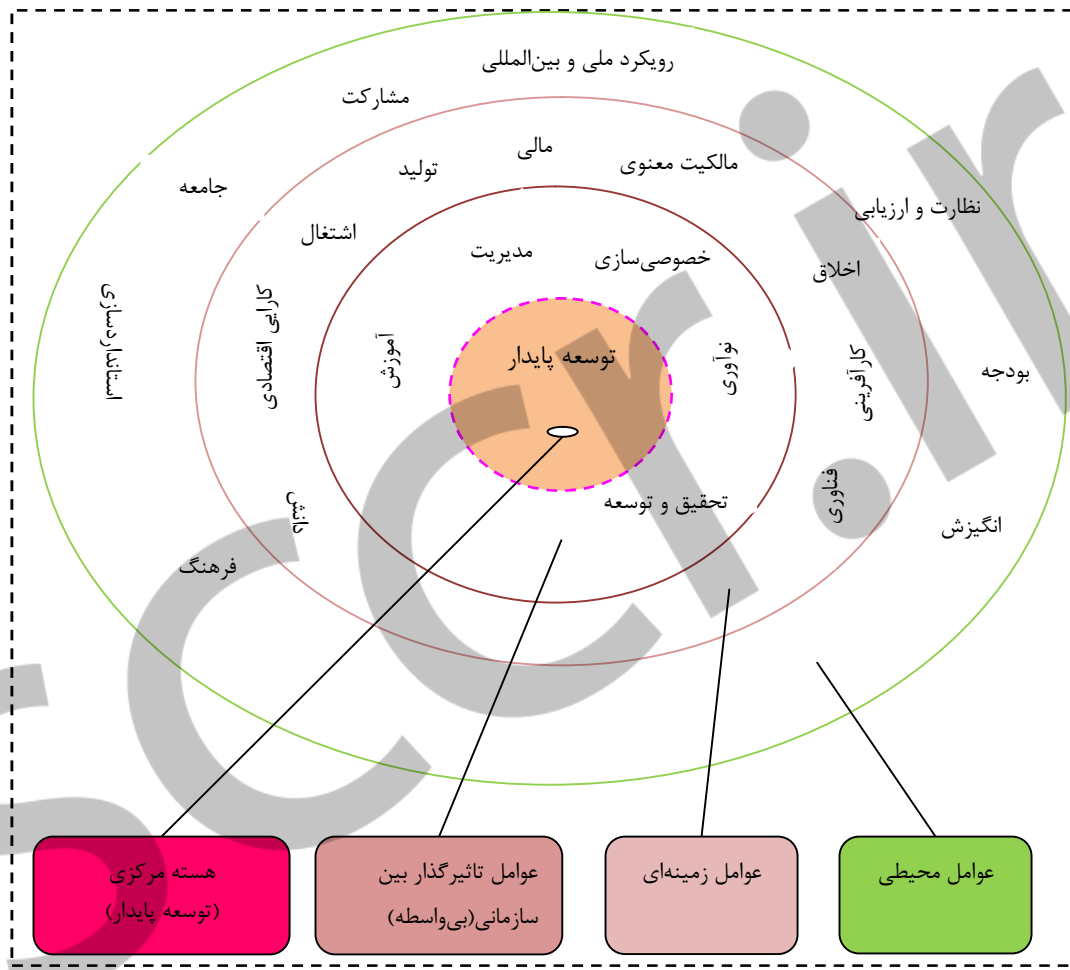 رویکرد ملی و بین‌المللی
مشارکت
جامعه
نظارت و ارزیابی
استانداردسازی
بودجه
فرهنگ
انگیزش
مالی
تولید
مالکیت معنوی
اشتغال
اخلاق
کارایی اقتصادی
کارآفرینی
دانش
فناوری
مدیریت
خصوصی‌سازی
آموزش
نوآوری
تحقیق و توسعه
توسعه پایدار
عوامل محیطی
عوامل زمینه‌ای
عوامل تاثیرگذار بین
سازمانی(بی‌واسطه)
هسته مرکزی
(توسعه پایدار)